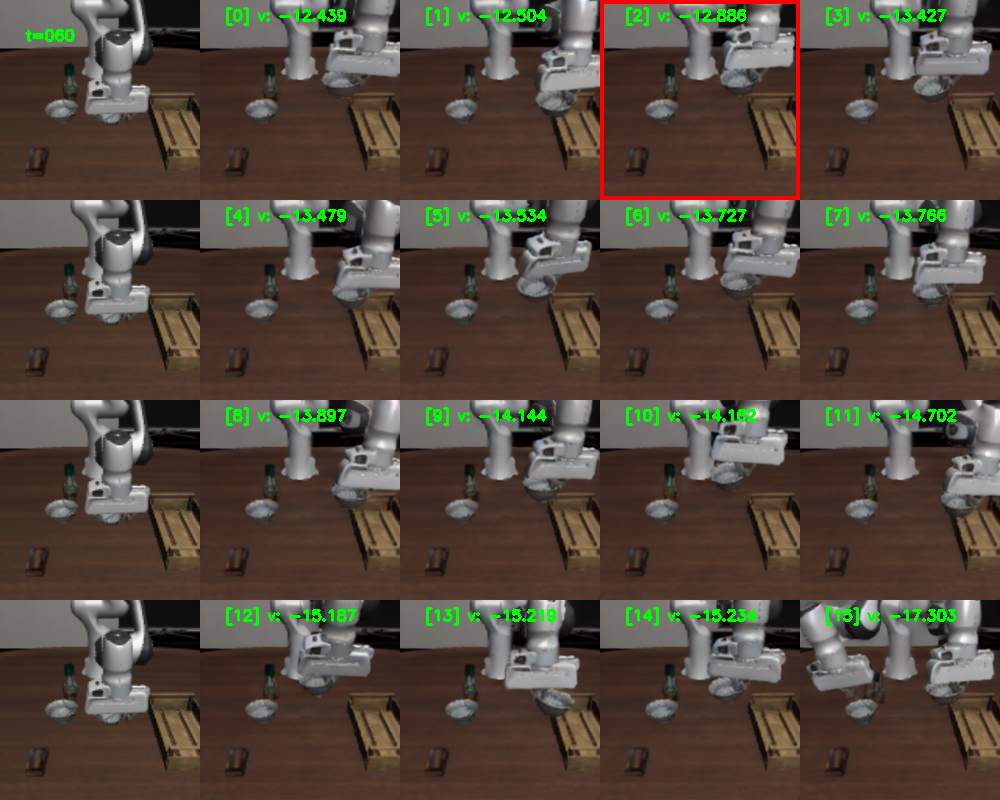 t=060
[0] v: -12.439
[1] v: -12.504
[2] v: -12.886
[3] v: -13.427
[4] v: -13.479
[5] v: -13.534
[6] v: -13.727
[7] v: -13.766
[8] v: -13.897
[9] v: -14.144
[10] v: -14.162
[11] v: -14.702
[12] v: -15.187
[13] v: -15.219
[14] v: -15.234
[15] v: -17.303